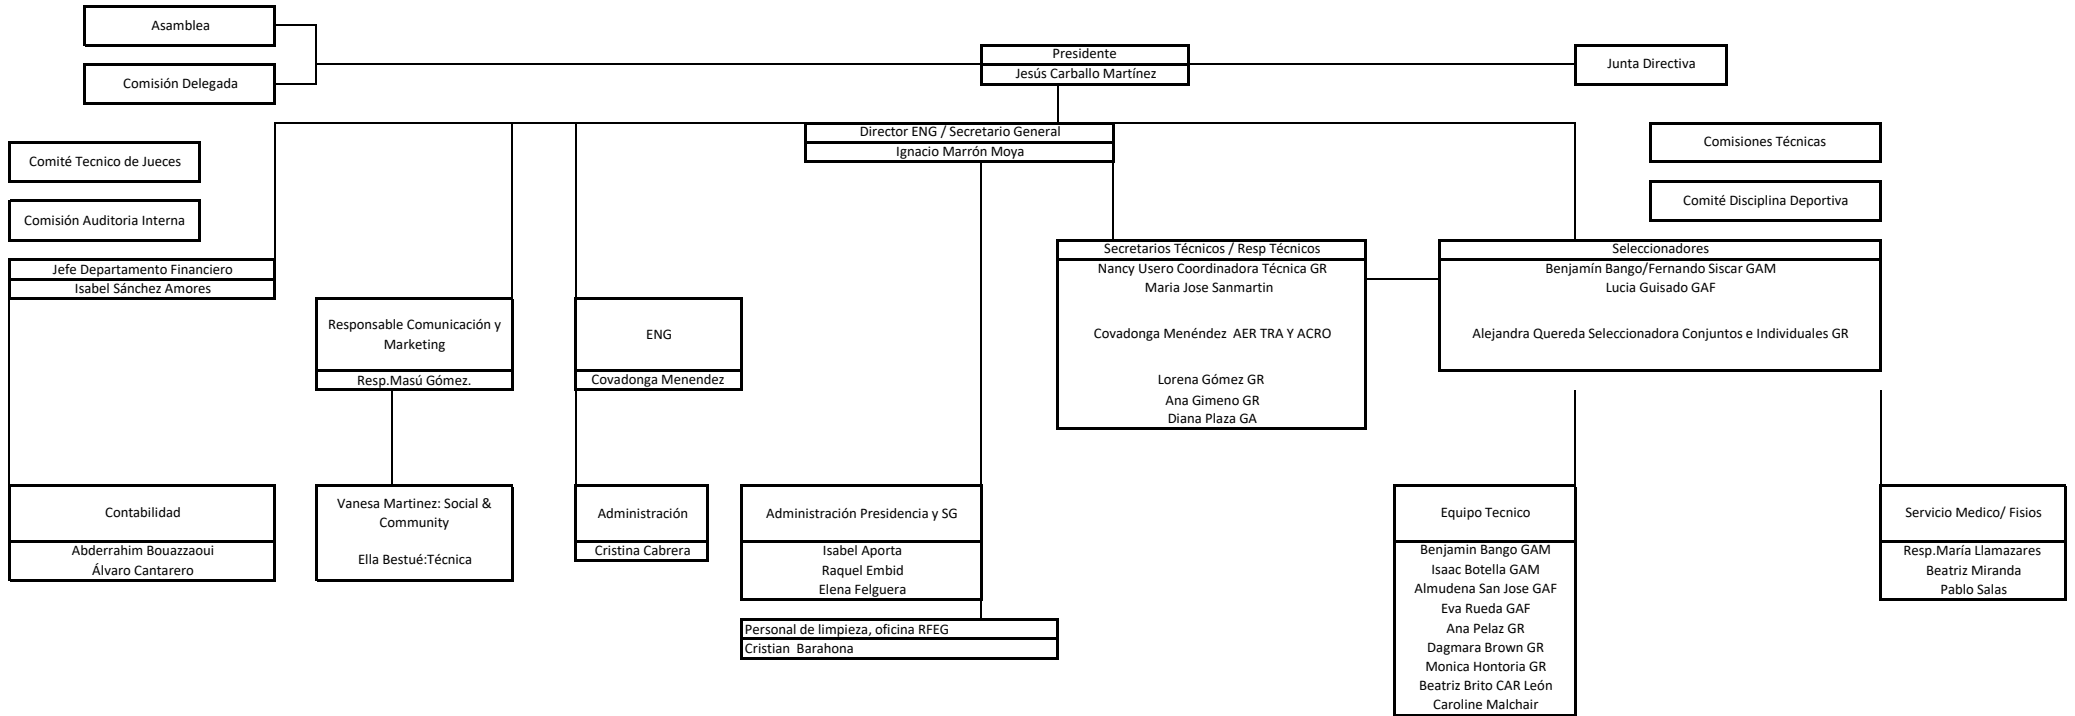 Asamblea
Comisión Delegada
Presidente
Jesús Carballo Martínez
Junta Directiva
Director ENG / Secretario General
Ignacio Marrón Moya
Comité Tecnico de Jueces
Comisión Auditoria Interna
Comisiones Técnicas
Comité Disciplina Deportiva
Jefe Departamento Financiero
Isabel Sánchez Amores
Responsable Comunicación y
Marketing
Resp.Masú Gómez.
ENG
Covadonga Menendez
Secretarios Técnicos / Resp Técnicos
Nancy Usero Coordinadora Técnica GR
Maria Jose Sanmartin
Covadonga Menéndez  AER TRA Y ACRO
Lorena Gómez GR
Ana Gimeno GR
Diana Plaza GA
Seleccionadores
Benjamín Bango/Fernando Siscar GAM
Lucia Guisado GAF
Alejandra Quereda Seleccionadora Conjuntos e Individuales GR
Contabilidad
Abderrahim Bouazzaoui
Álvaro Cantarero
Vanesa Martinez: Social &
Community
Ella Bestué:Técnica
Administración
Cristina Cabrera
Administración Presidencia y SG
Isabel Aporta
Raquel Embid
Elena Felguera
Personal de limpieza, oficina RFEG
Cristian  Barahona
Equipo Tecnico
Benjamin Bango GAM
Isaac Botella GAM
Almudena San Jose GAF
Eva Rueda GAF
Ana Pelaz GR
Dagmara Brown GR
Monica Hontoria GR
Beatriz Brito CAR León
Caroline Malchair
Servicio Medico/ Fisios
Resp.María Llamazares
Beatriz Miranda
Pablo Salas